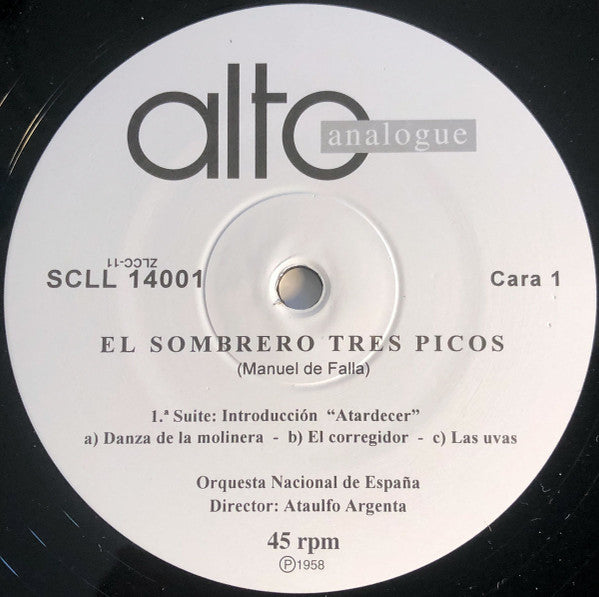 alto
analogue
ZLCC-11
SCLL 14001
Cara 1
EL SOMBRERO TRES PICOS
(Manuel de Falla)
1.ª Suite: Introducción “Atardecer”
a) Danza de la molinera - b) El corregidor - c) Las uvas
Orquesta Nacional de España
Director: Ataulfo Argenta
45 rpm
Ⓟ1958